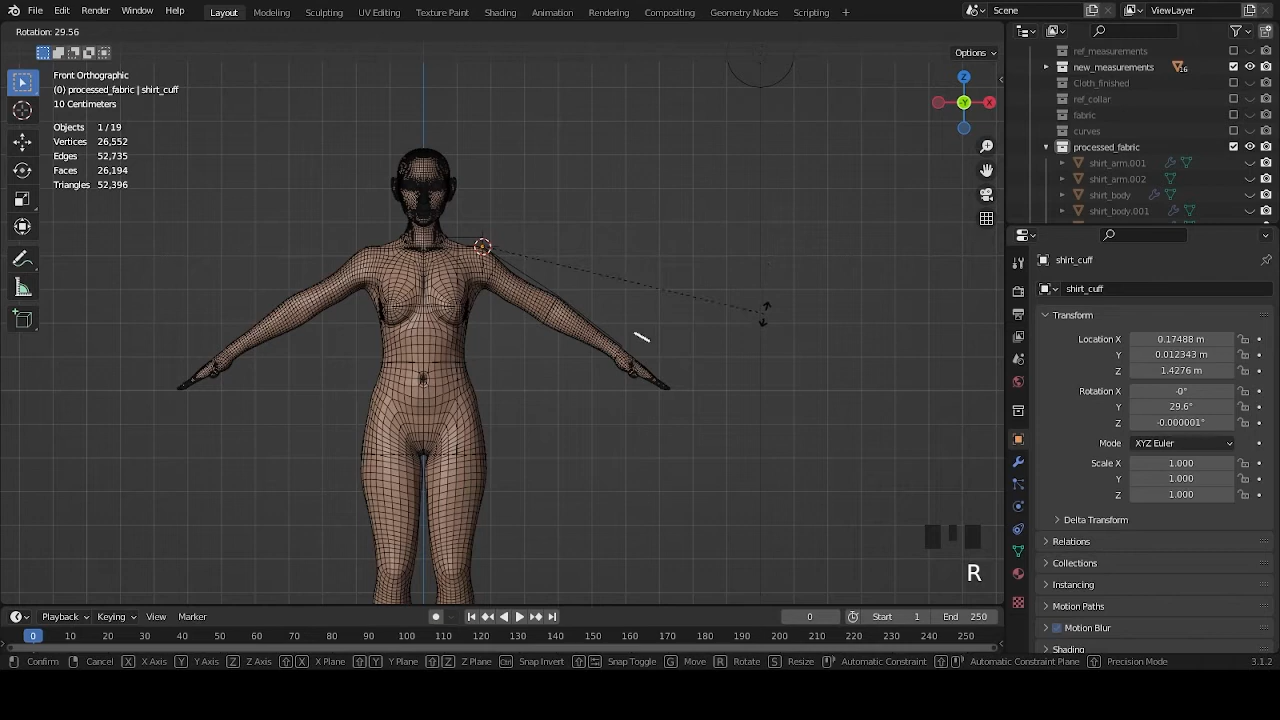 File Edit Render Window Help Layout Modeling Sculpting UV Editing Texture Paint Shading Animation Rendering Compositing Geometry Nodes Scripting + Scene ViewLayer
Rotation: 29.56
Options
Front Orthographic
(0) processed_fabric | shirt_cuff
10 Centimeters
Objects 1 / 19
Vertices 26,552
Edges 52,735
Faces 26,194
Triangles 52,396
Z
X
-Y
R
ref_measurements
new_measurements 26
Cloth_finished
ref_collar
fabric
curves
processed_fabric
shirt_arm.001
shirt_arm.002
shirt_body
shirt_body.001
shirt_cuff
shirt_cuff
Transform
Location X 0.17488 m
Y 0.012343 m
Z 1.4276 m
Rotation X -0°
Y 29.6°
Z -0.000001°
Mode XYZ Euler
Scale X 1.000
Y 1.000
Z 1.000
Delta Transform
Relations
Collections
Instancing
Motion Paths
Motion Blur
Shading
Playback Keying View Marker 0 Start 1 End 250
0 10 20 30 40 50 60 70 80 90 100 110 120 130 140 150 160 170 180 190 200 210 220 230 240 250
Confirm Cancel X X Axis Y Y Axis Z Z Axis X X Plane Y Y Plane Z Z Plane Snap Invert Snap Toggle G Move R Rotate S Resize Automatic Constraint Automatic Constraint Plane Precision Mode 3.1.2